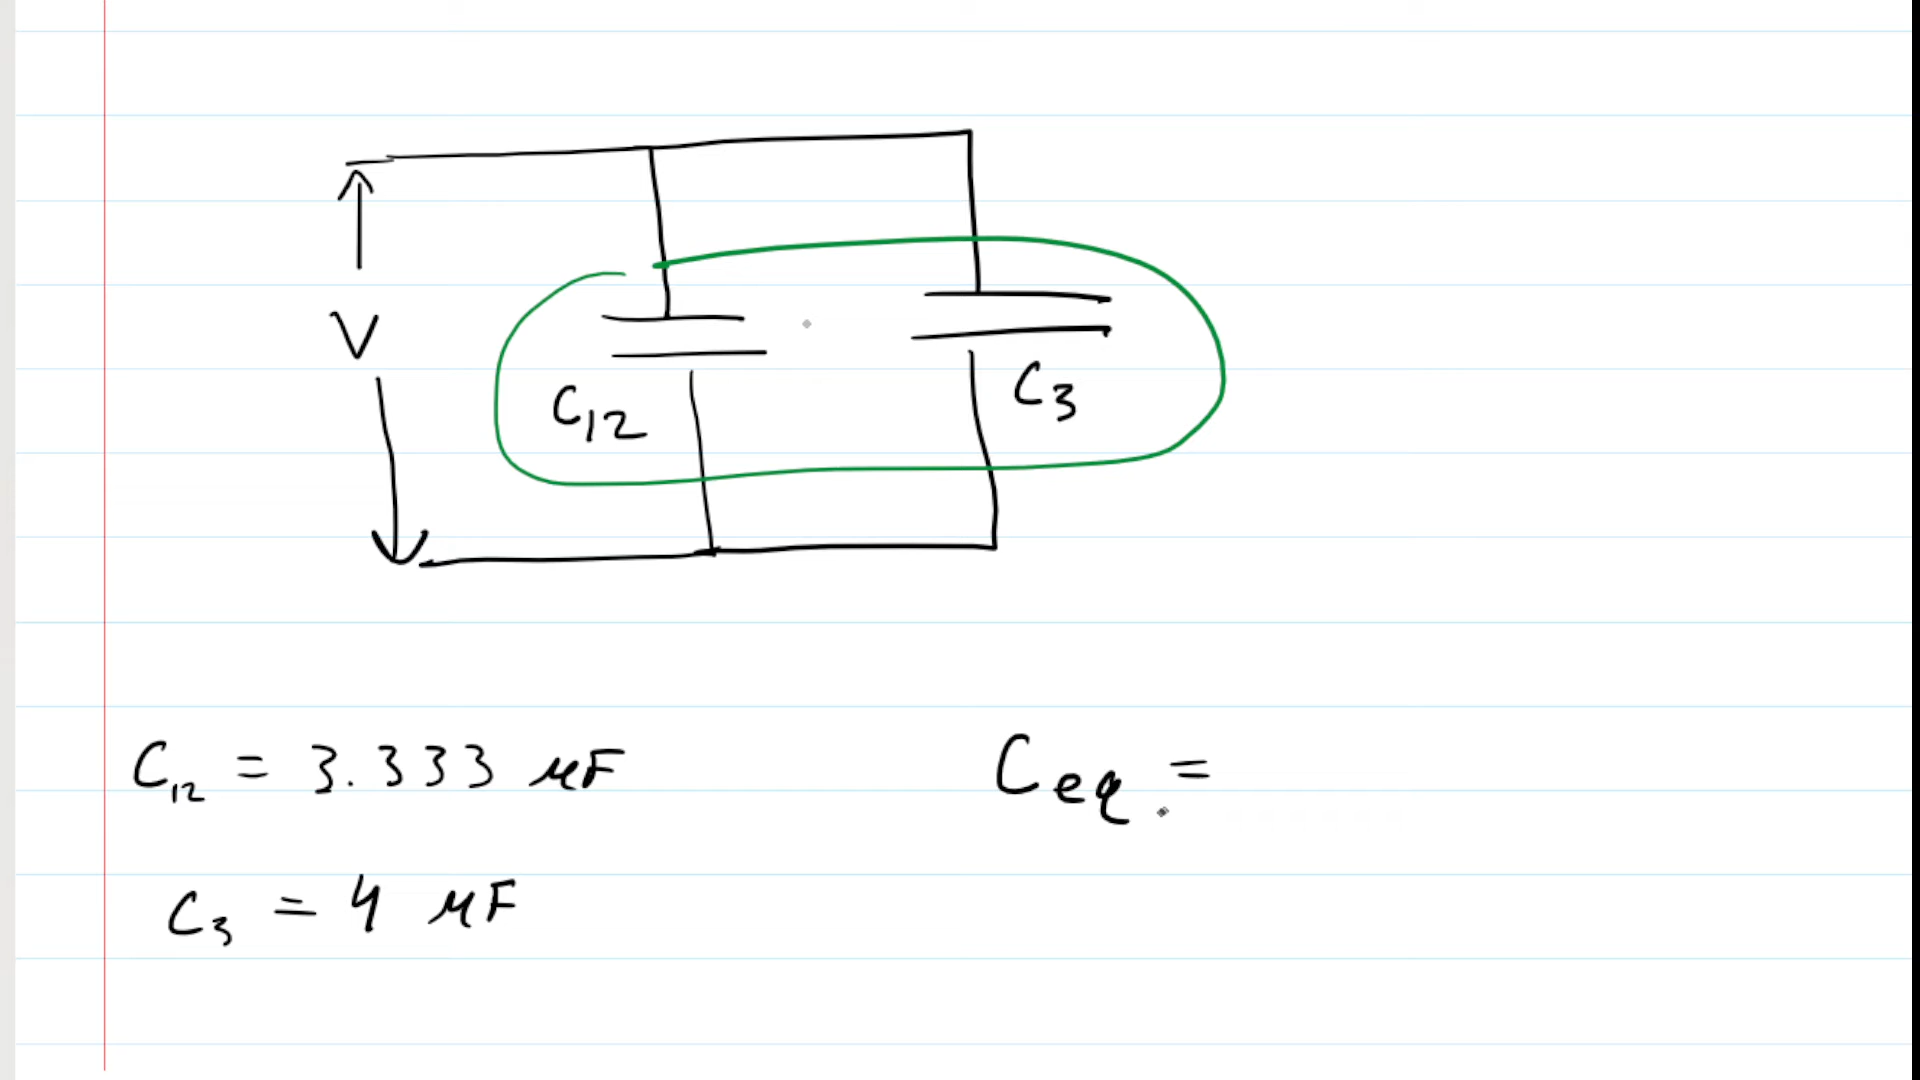 V
C₁₂
C₃
C₁₂ = 3.333 μF
Ceq =
C₃ = 4 μF